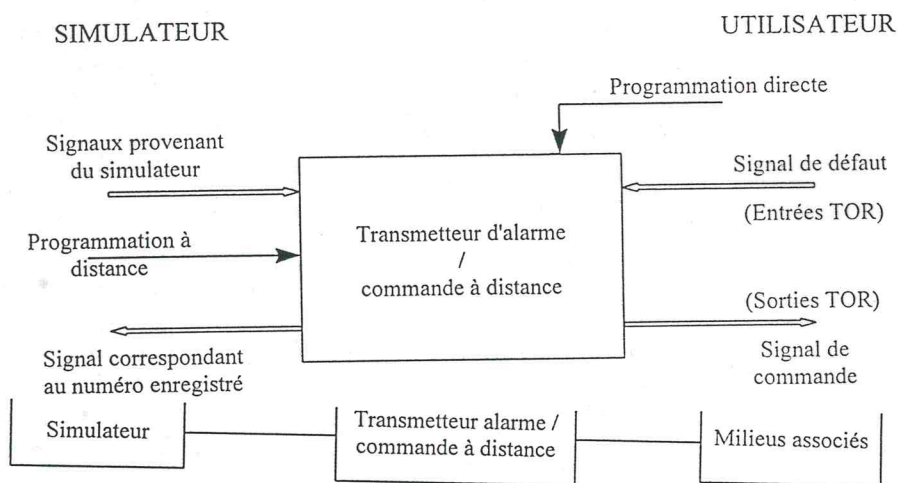 SIMULATEUR
UTILISATEUR
Programmation directe
Signaux provenant
du simulateur
Signal de défaut
(Entrées TOR)
Programmation à
distance
Transmetteur d'alarme
/
commande à distance
(Sorties TOR)
Signal correspondant
au numéro enregistré
Signal de
commande
Simulateur
Transmetteur alarme /
commande à distance
Milieus associés